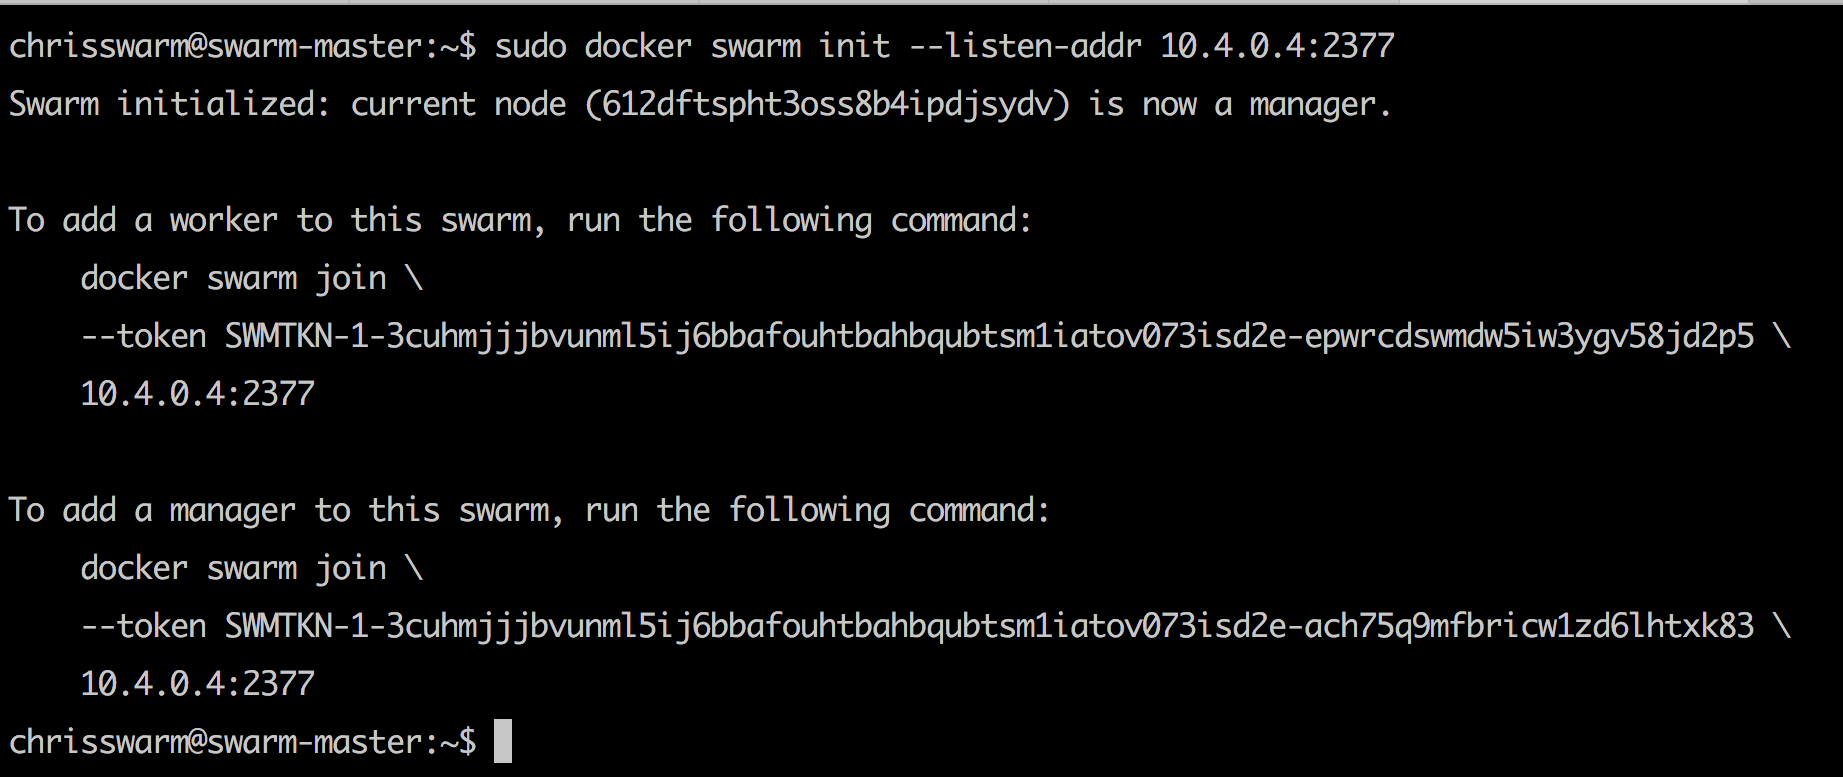 chrisswarm@swarm-master:~$ sudo docker swarm init --listen-addr 10.4.0.4:2377
Swarm initialized: current node (612dftspht3oss8b4ipdjsydv) is now a manager.
To add a worker to this swarm, run the following command:
docker swarm join \
--token SWMTKN-1-3cuhmjjjbvunml5ij6bbafouhtbahbqubtsm1iatov073isd2e-epwrcdswmdw5iw3ygv58jd2p5 \
10.4.0.4:2377
To add a manager to this swarm, run the following command:
docker swarm join \
--token SWMTKN-1-3cuhmjjjbvunml5ij6bbafouhtbahbqubtsm1iatov073isd2e-ach75q9mfbricw1zd6lhtxk83 \
10.4.0.4:2377
chrisswarm@swarm-master:~$